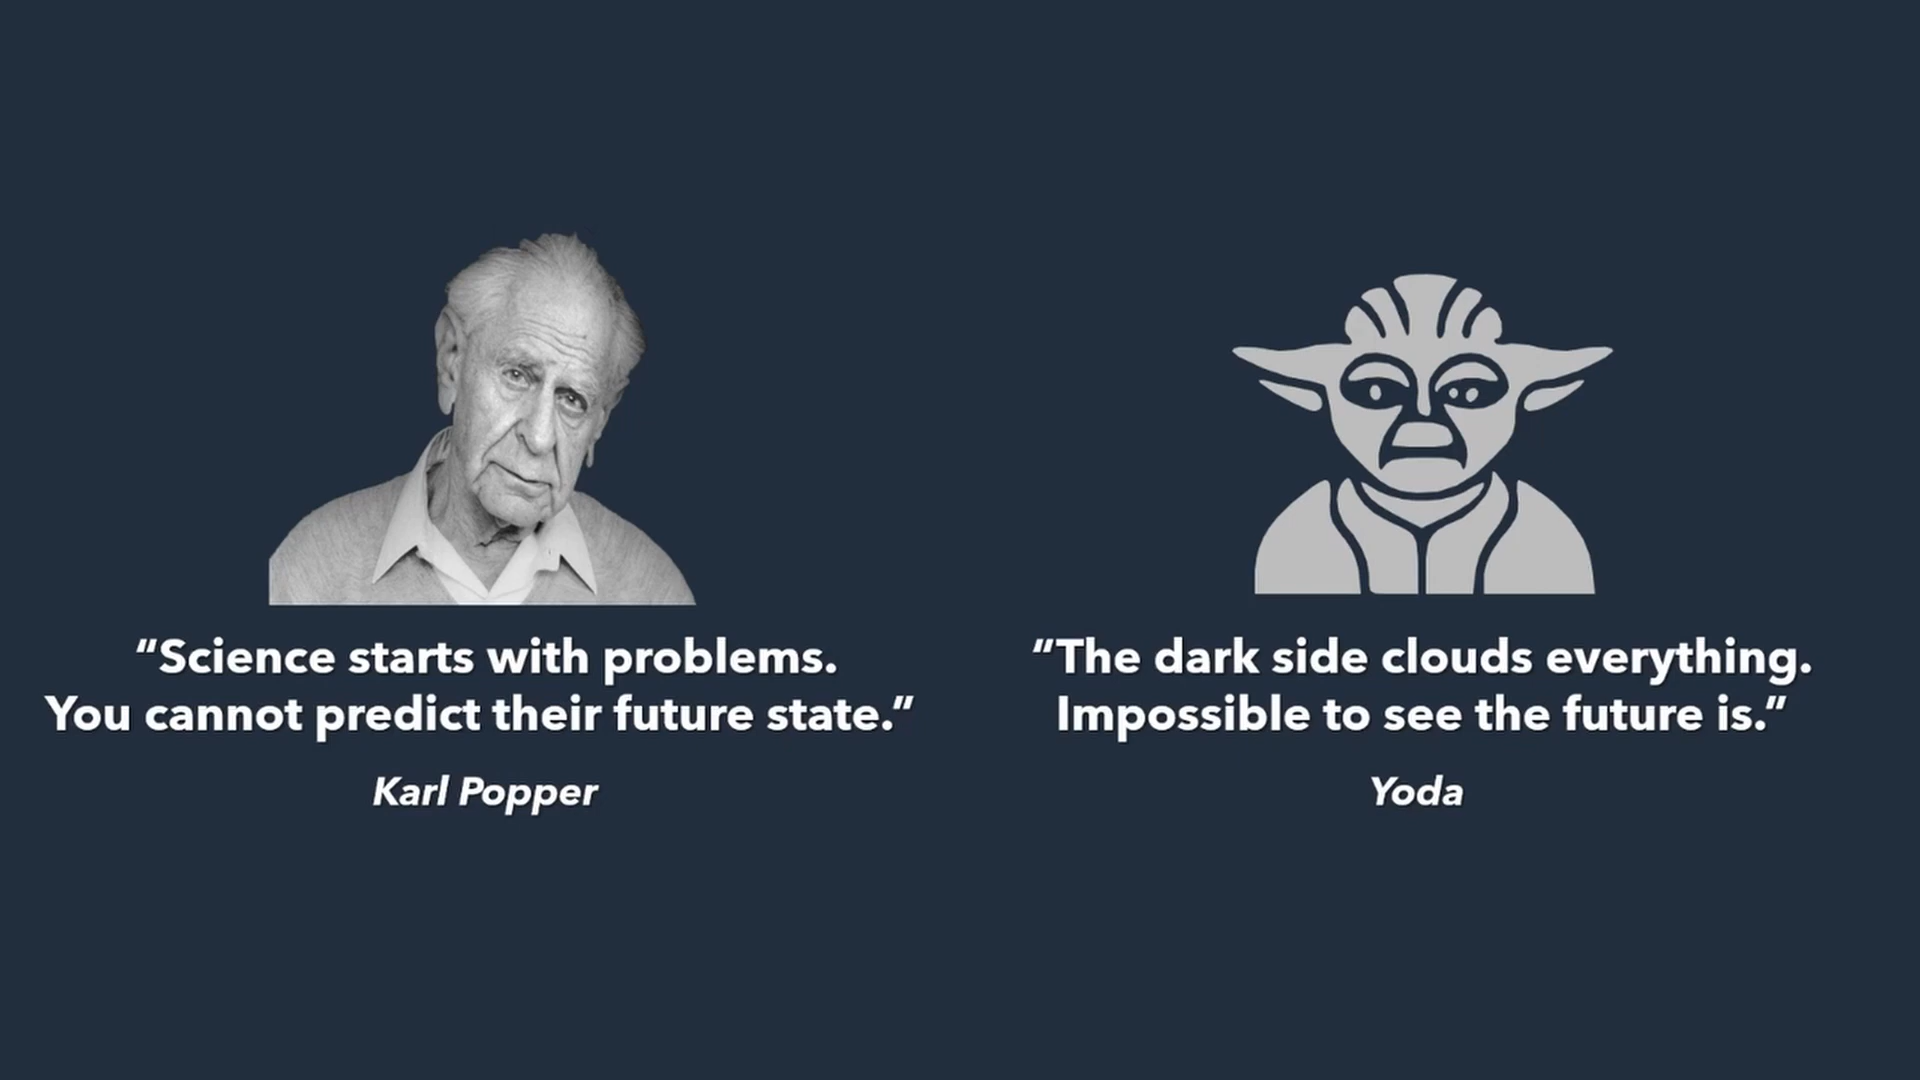 “Science starts with problems.
You cannot predict their future state.”
Karl Popper
“The dark side clouds everything.
Impossible to see the future is.”
Yoda